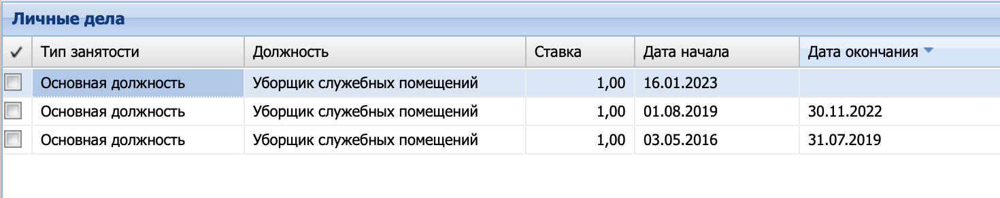 Личные дела
Тип занятости Должность Ставка Дата начала Дата окончания
Основная должность Уборщик служебных помещений 1,00 16.01.2023
Основная должность Уборщик служебных помещений 1,00 01.08.2019 30.11.2022
Основная должность Уборщик служебных помещений 1,00 03.05.2016 31.07.2019